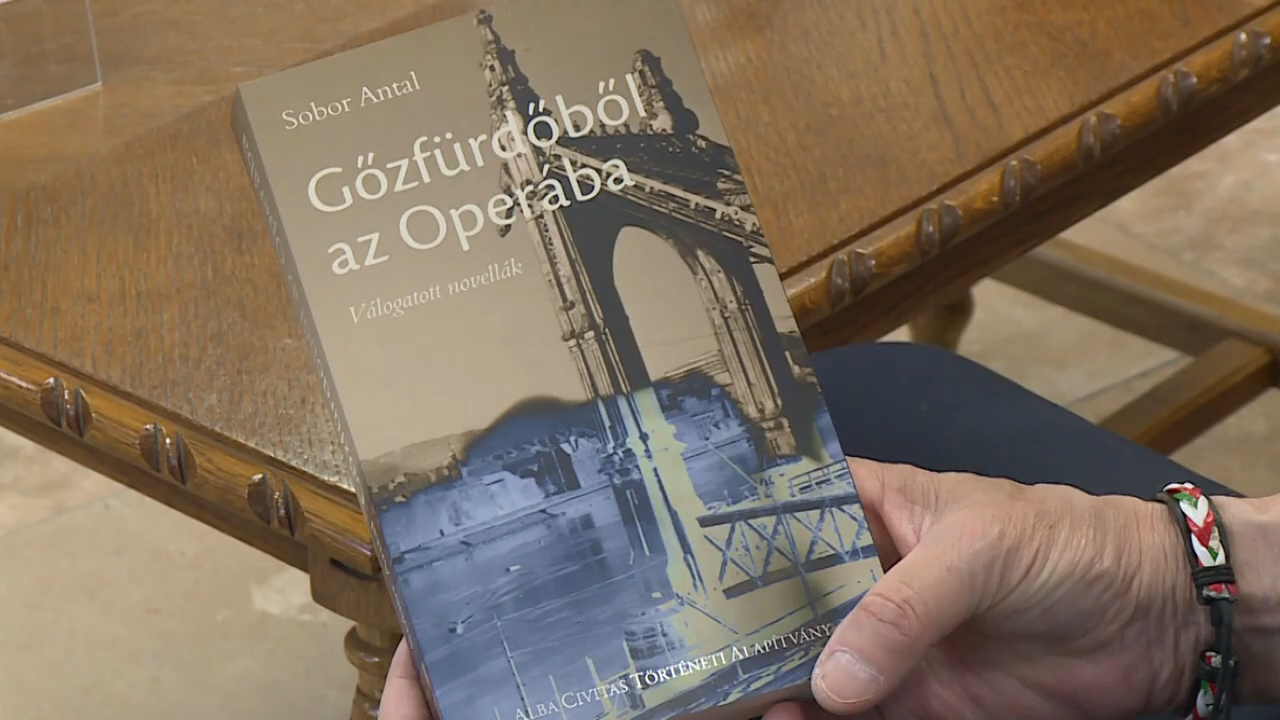 Sobor Antal
Gőzfürdőből
az Operába
Válogatott novellák
Alba Civitas Történeti Alapítvány